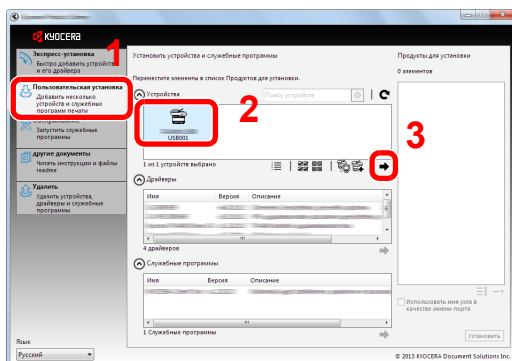 KYOCERA
1
Экспресс-установка
Быстро добавить устройство
и его драйвера
Пользовательская установка
Добавить несколько
устройств и служебных
программ печати
Обслуживание
Запустить служебные
программы
Другие документы
Читать инструкции и файлы
readme
Удалить
Удалить устройства,
драйверы и служебные
программы
Язык
Русский
Установить устройства и служебные программы
Переместите элементы в список Продуктов для установки.
Устройства
Поиск устройств
2
USB001
1 из 1 устройств выбрано
3
Драйверы
Имя Версия Описание
4 драйверов
Служебные программы
Имя Версия Описание
1 Служебные программы
Продукты для установки
0 элементов
Использовать имя узла в
качестве имени порта
Установить
© 2013 KYOCERA Document Solutions Inc.